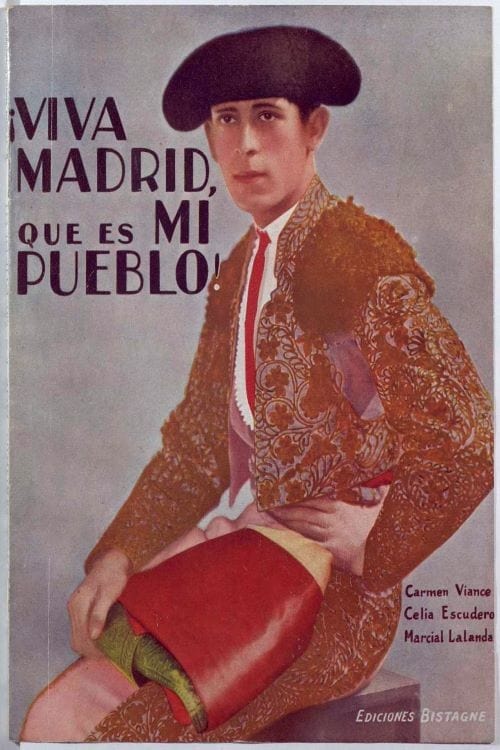 ¡VIVA
MADRID,
QUE ES MI
PUEBLO!
Carmen Viance
Celia Escudero
Marcial Lalanda
EDICIONES BISTAGNE